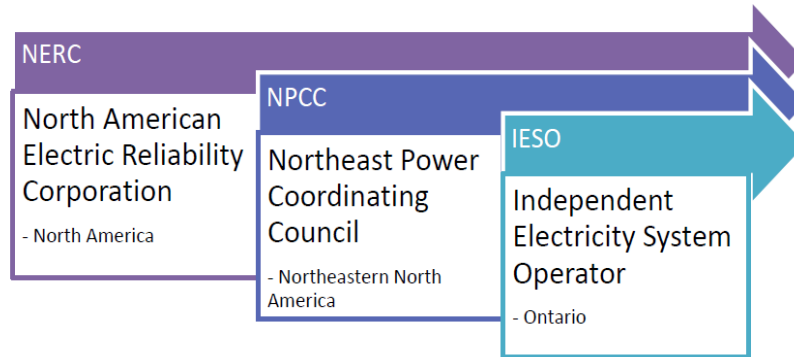 NERC
North American
Electric Reliability
Corporation
- North America
NPCC
Northeast Power
Coordinating
Council
- Northeastern North
America
IESO
Independent
Electricity System
Operator
- Ontario